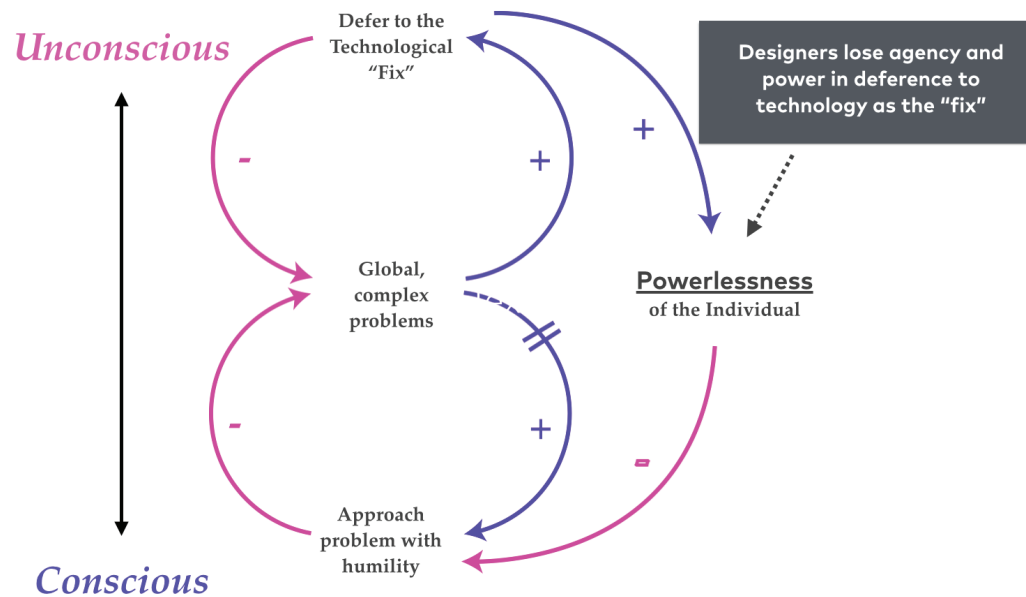 Unconscious
Defer to the
Technological
“Fix”
Designers lose agency and
power in deference to
technology as the “fix”
-
+
+
Global,
complex
problems
Powerlessness
of the Individual
-
+
-
Approach
problem with
humility
Conscious